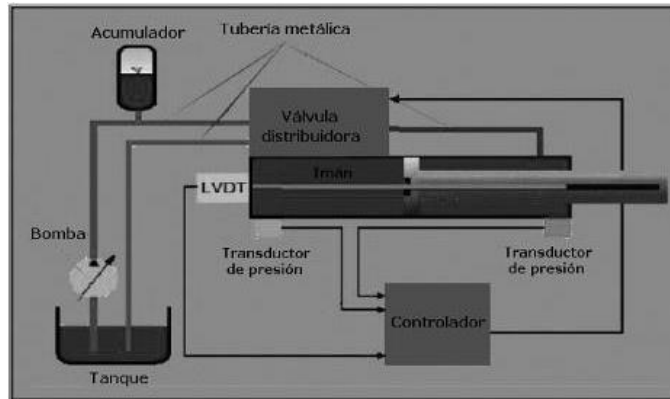 Acumulador
Tubería metálica
Válvula
distribuidora
Imán
LVDT
Bomba
Transductor
de presión
Transductor
de presión
Controlador
Tanque